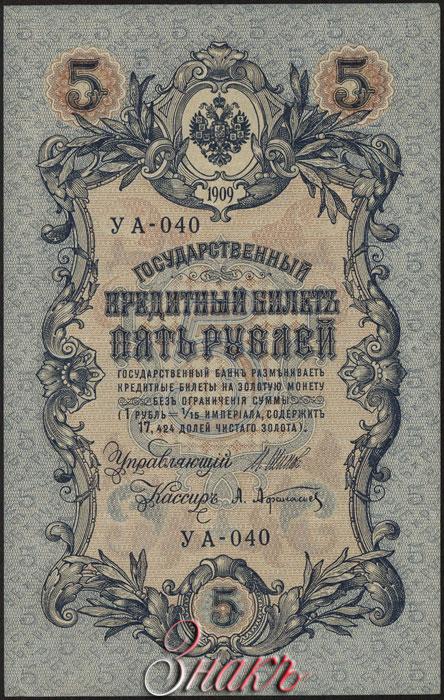 5 5
1909
УА-040
ГОСУДАРСТВЕННЫЙ
КРЕДИТНЫЙ БИЛЕТЪ
ПЯТЬ РУБЛЕЙ
ГОСУДАРСТВЕННЫЙ БАНКЪ РАЗМѢНИВАЕТЪ
КРЕДИТНЫЕ БИЛЕТЫ НА ЗОЛОТУЮ МОНЕТУ
БЕЗЪ ОГРАНИЧЕНІЯ СУММЫ
(1 РУБЛЬ = 1/15 ИМПЕРІАЛА, СОДЕРЖИТЪ
17,424 ДОЛЕЙ ЧИСТАГО ЗОЛОТА).
Управляющій И. Шипов
Кассиръ А. Афанасьев
УА-040
5
Знакъ